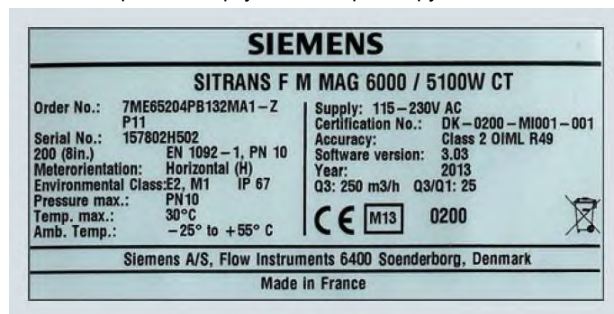 SIEMENS
SITRANS F M MAG 6000 / 5100W CT
Order No.: 7ME65204PB132MA1-Z
P11
Serial No.: 157802H502
200 (8in.) EN 1092-1, PN 10
Meterorientation: Horizontal (H)
Environmental Class:E2, M1 IP 67
Pressure max.: PN10
Temp. max.: 30°C
Amb. Temp.: -25° to +55° C
Supply: 115-230V AC
Certification No.: DK-0200-MI001-001
Accuracy: Class 2 OIML R49
Software version: 3.03
Year: 2013
Q3: 250 m3/h Q3/Q1: 25
CE M13 0200
Siemens A/S, Flow Instruments 6400 Soenderborg, Denmark
Made in France